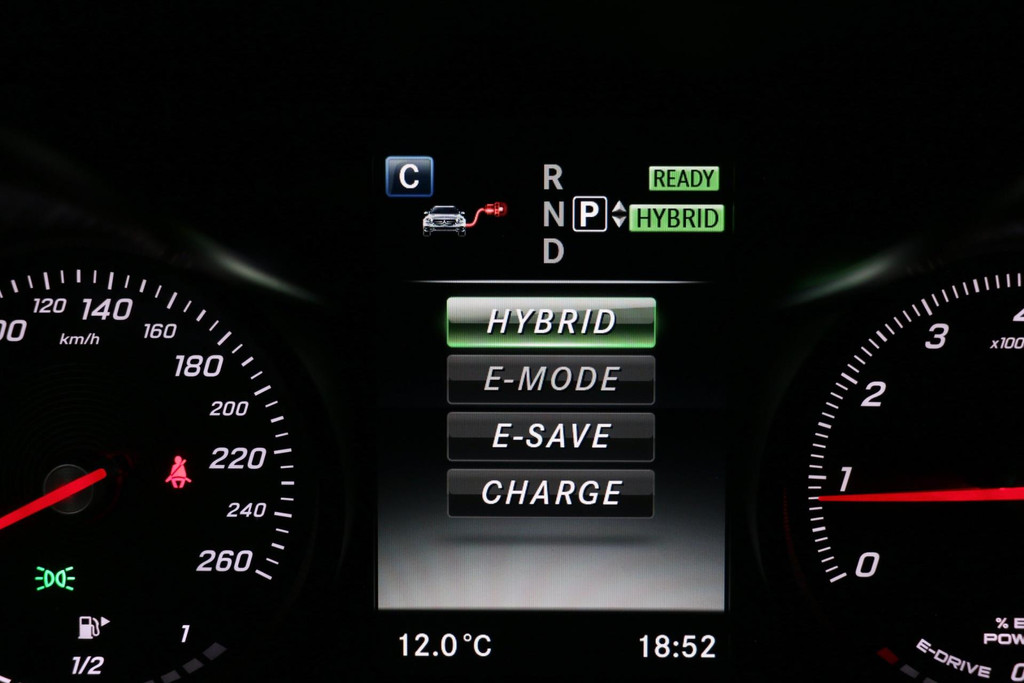 C
R
N P HYBRID
D
READY
HYBRID
E-MODE
E-SAVE
CHARGE
12.0°C
18:52
120
140
160
km/h
180
200
220
240
260
1/2
1
3
2
1
0
E-DRIVE